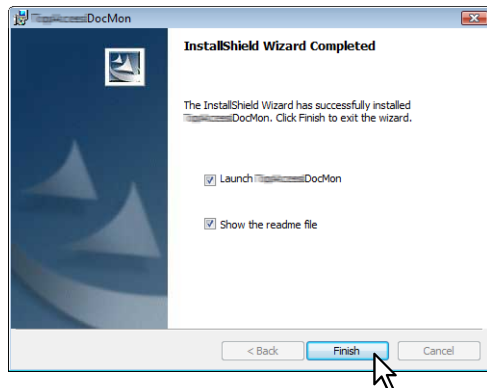 DocMon
InstallShield Wizard Completed
The InstallShield Wizard has successfully installed
DocMon. Click Finish to exit the wizard.
Launch DocMon
Show the readme file
< Back
Finish
Cancel